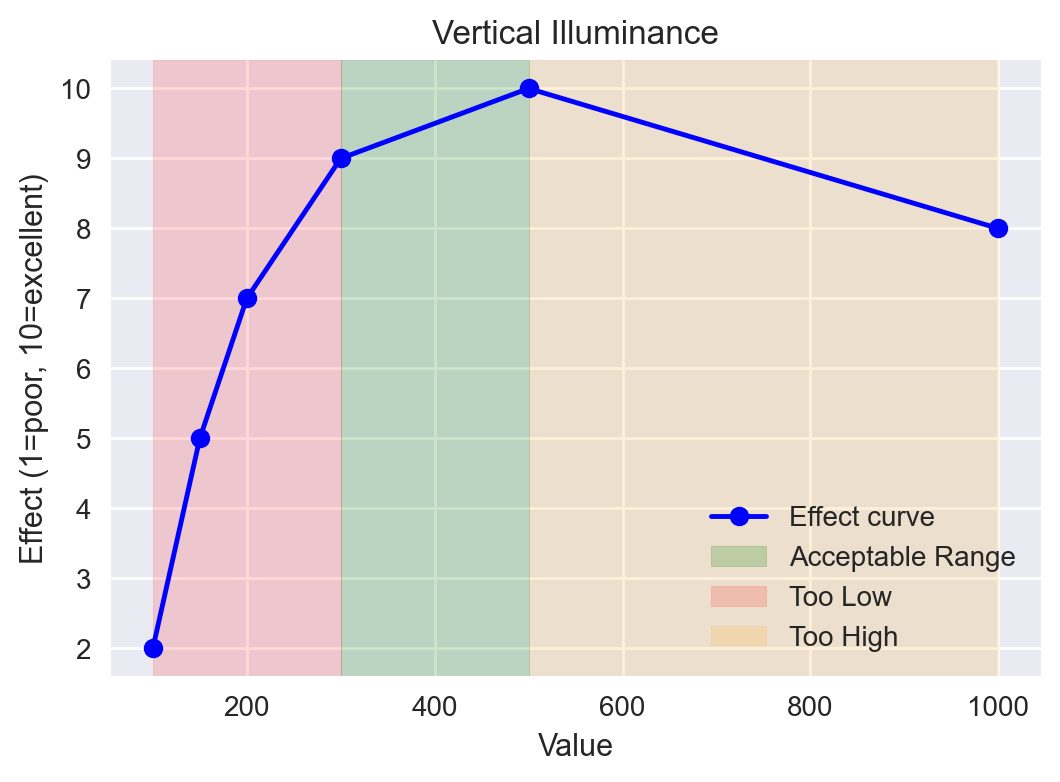 Vertical Illuminance
Effect (1=poor, 10=excellent)
10
9
8
7
6
5
4
3
2
Effect curve
Acceptable Range
Too Low
Too High
200
400
600
800
1000
Value